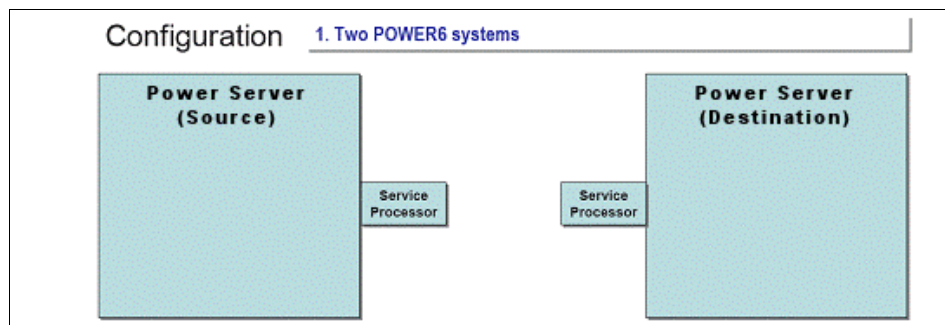 Configuration
1. Two POWER6 systems
Power Server
(Source)
Power Server
(Destination)
Service
Processor
Service
Processor